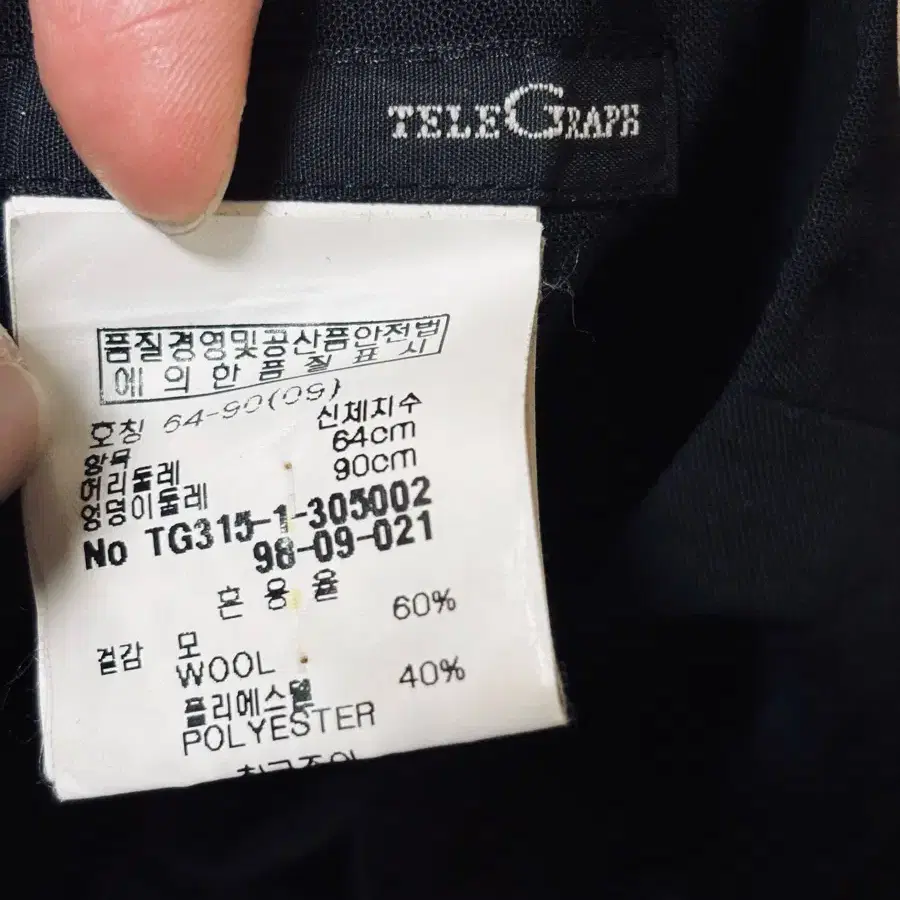 TELEGRAPH
품질경영및공산품안전법
에 의 한 품 질 표 시
호칭 64-90(09)
항목 신체지수
허리둘레 64cm
엉덩이둘레 90cm
No TG315-1-305002
98-09-021
혼 용 율
겉감 모 60%
WOOL
폴리에스텔 40%
POLYESTER